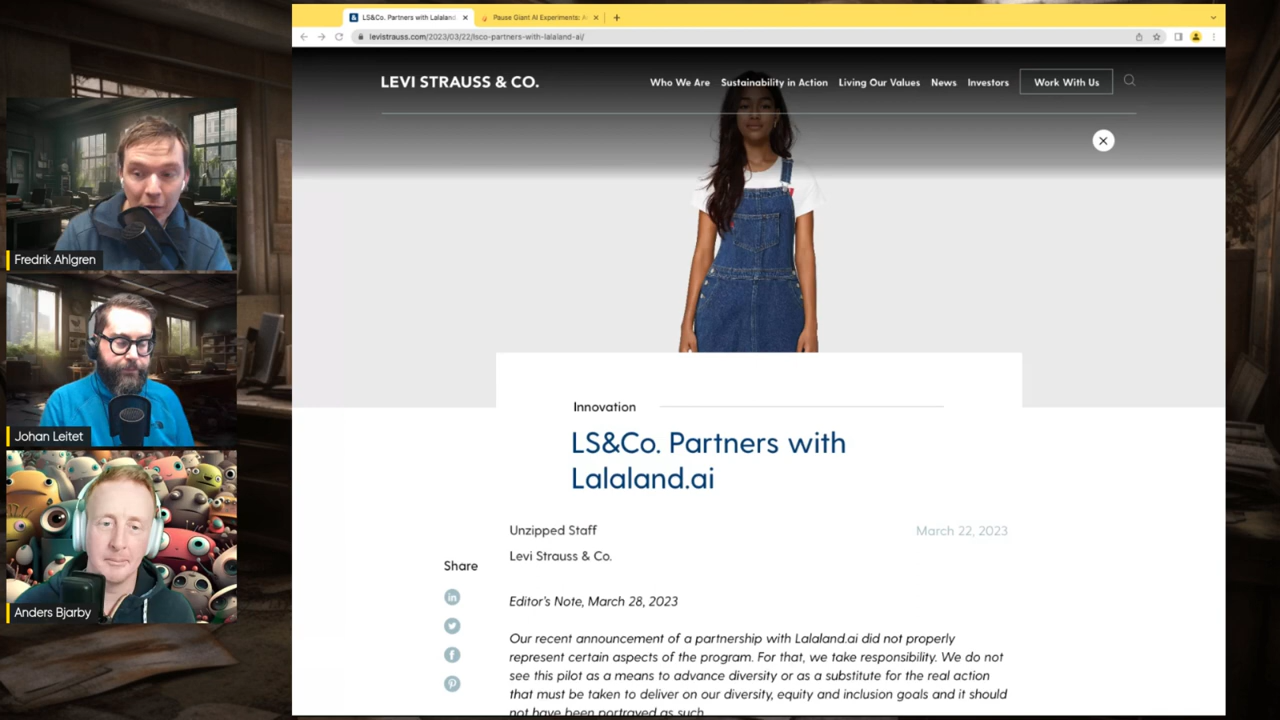 LS&Co. Partners with Lalaland
Pause Giant AI Experiments: A
levistrauss.com/2023/03/22/lsco-partners-with-lalaland-ai/
LEVI STRAUSS & CO.
Who We Are
Sustainability in Action
Living Our Values
News
Investors
Work With Us
Fredrik Ahlgren
Johan Leitet
Anders Bjarby
Innovation
LS&Co. Partners with
Lalaland.ai
Unzipped Staff
March 22, 2023
Levi Strauss & Co.
Share
Editor's Note, March 28, 2023
Our recent announcement of a partnership with Lalaland.ai did not properly
represent certain aspects of the program. For that, we take responsibility. We do not
see this pilot as a means to advance diversity or as a substitute for the real action
that must be taken to deliver on our diversity, equity and inclusion goals and it should
not have been portrayed as such.